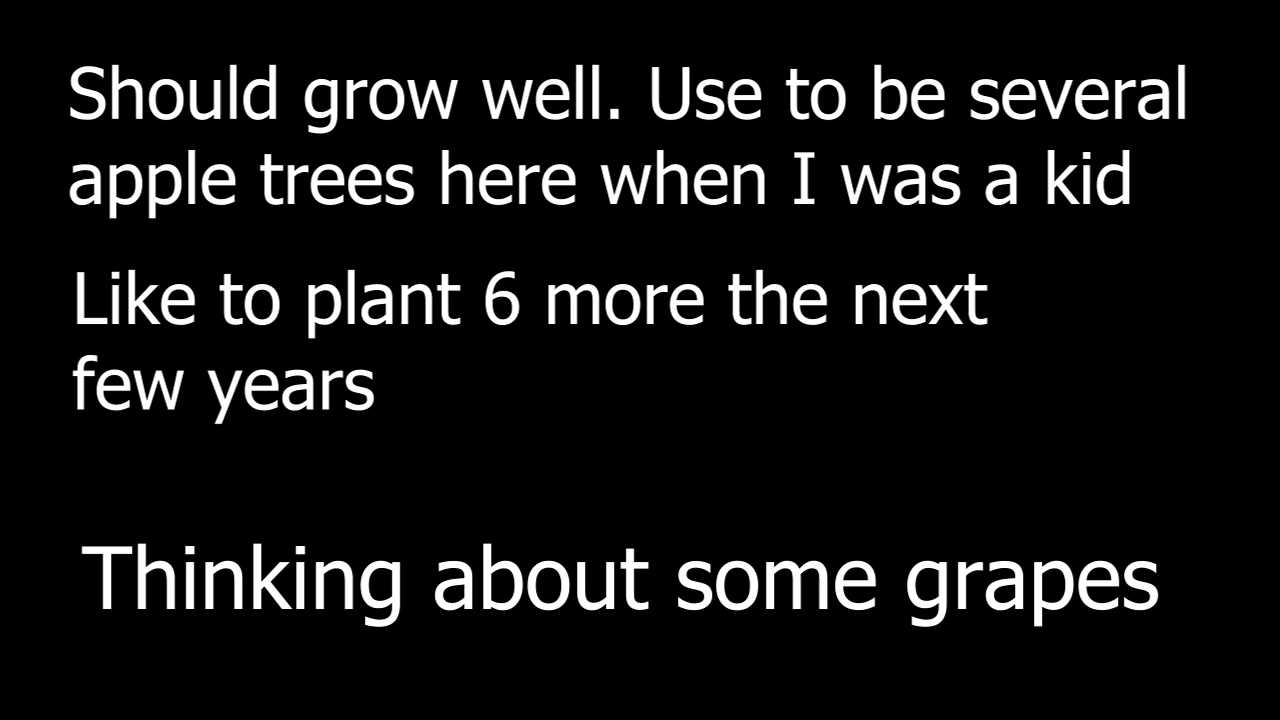 Should grow well. Use to be several
apple trees here when I was a kid
Like to plant 6 more the next
few years
Thinking about some grapes